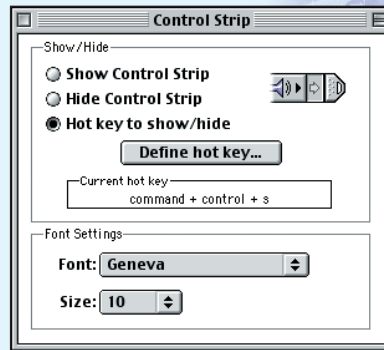 Control Strip
Show/Hide
Show Control Strip
Hide Control Strip
Hot key to show/hide
Define hot key...
Current hot key
command + control + s
Font Settings
Font: Geneva
Size: 10